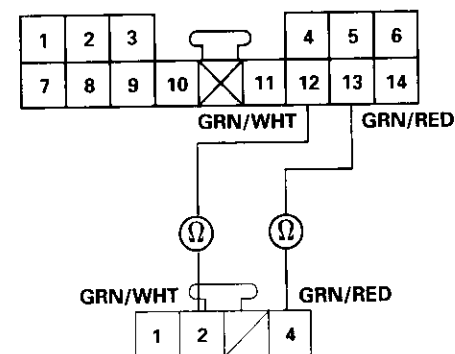 1 2 3 4 5 6
7 8 9 10 11 12 13 14
GRN/WHT GRN/RED
Ω Ω
GRN/WHT GRN/RED
1 2 4